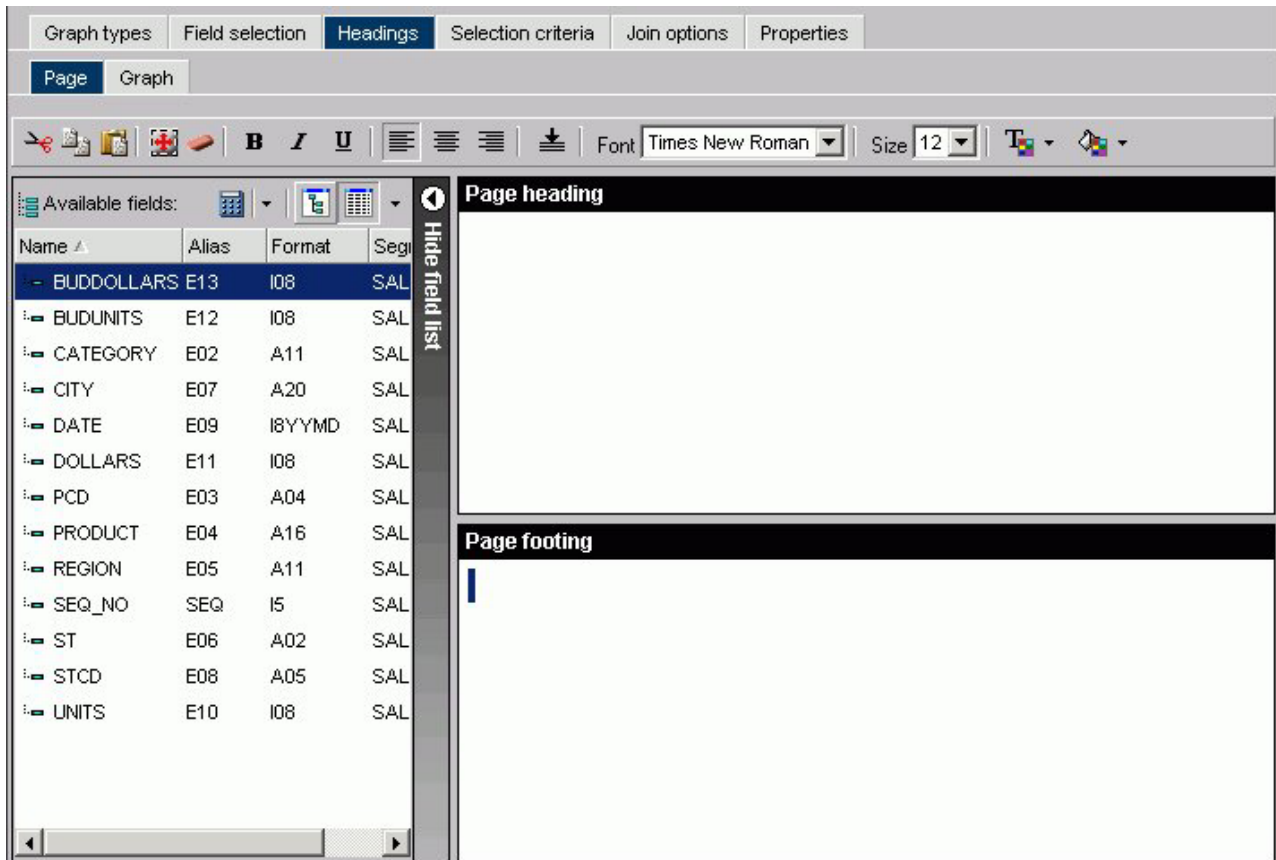 Graph types Field selection Headings Selection criteria Join options Properties
Page Graph
B I U Font Times New Roman Size 12 T
Available fields:
Hide field list
Name Alias Format Seg
BUDDOLLARS E13 I08 SAL
BUDUNITS E12 I08 SAL
CATEGORY E02 A11 SAL
CITY E07 A20 SAL
DATE E09 I8YYMD SAL
DOLLARS E11 I08 SAL
PCD E03 A04 SAL
PRODUCT E04 A16 SAL
REGION E05 A11 SAL
SEQ_NO SEQ I5 SAL
ST E06 A02 SAL
STCD E08 A05 SAL
UNITS E10 I08 SAL
Page heading
Page footing